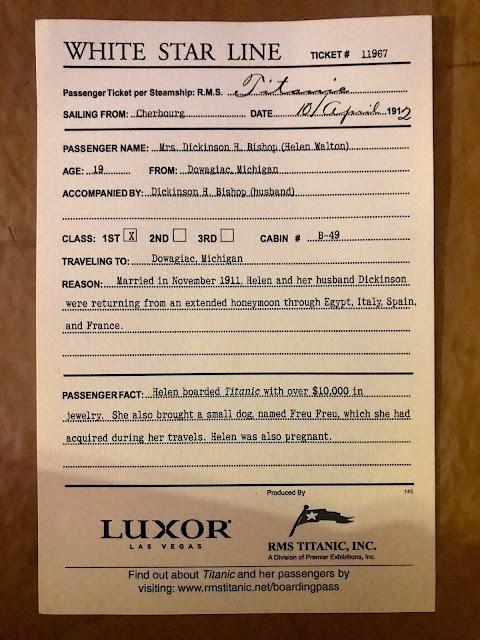 WHITE STAR LINE TICKET # 11967
Passenger Ticket per Steamship: R.M.S. Titanic
SAILING FROM: Cherbourg DATE 10/April 1912
PASSENGER NAME: Mrs. Dickinson H. Bishop (Helen Walton)
AGE: 19 FROM: Dowagiac, Michigan
ACCOMPANIED BY: Dickinson H. Bishop (husband)
CLASS: 1ST X 2ND 3RD CABIN # B-49
TRAVELING TO: Dowagiac, Michigan
REASON: Married in November 1911, Helen and her husband Dickinson
were returning from an extended honeymoon through Egypt, Italy, Spain,
and France.
PASSENGER FACT: Helen boarded Titanic with over $10,000 in
jewelry. She also brought a small dog, named Freu Freu, which she had
acquired during her travels. Helen was also pregnant.
Produced By 145
LUXOR
LAS VEGAS
RMS TITANIC, INC.
A Division of Premier Exhibitions, Inc.
Find out about Titanic and her passengers by
visiting: www.rmstitanic.net/boardingpass